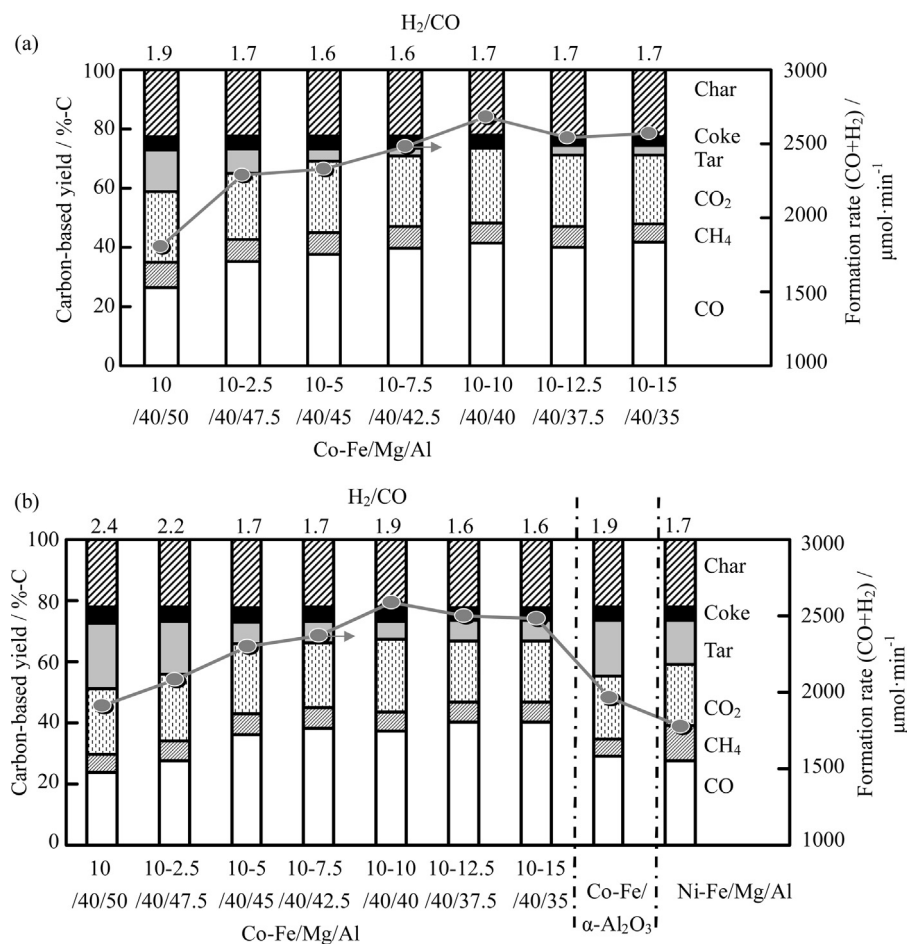 (a)
H₂/CO
1.9 1.7 1.6 1.6 1.7 1.7 1.7
100
80
60
40
20
0
Carbon-based yield / %-C
Char
Coke
Tar
CO₂
CH₄
CO
3000
2500
2000
1500
1000
Formation rate (CO+H₂) /
μmol·min⁻¹
10 10-2.5 10-5 10-7.5 10-10 10-12.5 10-15
/40/50 /40/47.5 /40/45 /40/42.5 /40/40 /40/37.5 /40/35
Co-Fe/Mg/Al
(b)
H₂/CO
2.4 2.2 1.7 1.7 1.9 1.6 1.6 1.9 1.7
100
80
60
40
20
0
Carbon-based yield / %-C
Char
Coke
Tar
CO₂
CH₄
CO
3000
2500
2000
1500
1000
Formation rate (CO+H₂) /
μmol·min⁻¹
10 10-2.5 10-5 10-7.5 10-10 10-12.5 10-15
/40/50 /40/47.5 /40/45 /40/42.5 /40/40 /40/37.5 /40/35
Co-Fe/Mg/Al
Co-Fe/
α-Al₂O₃
Ni-Fe/Mg/Al